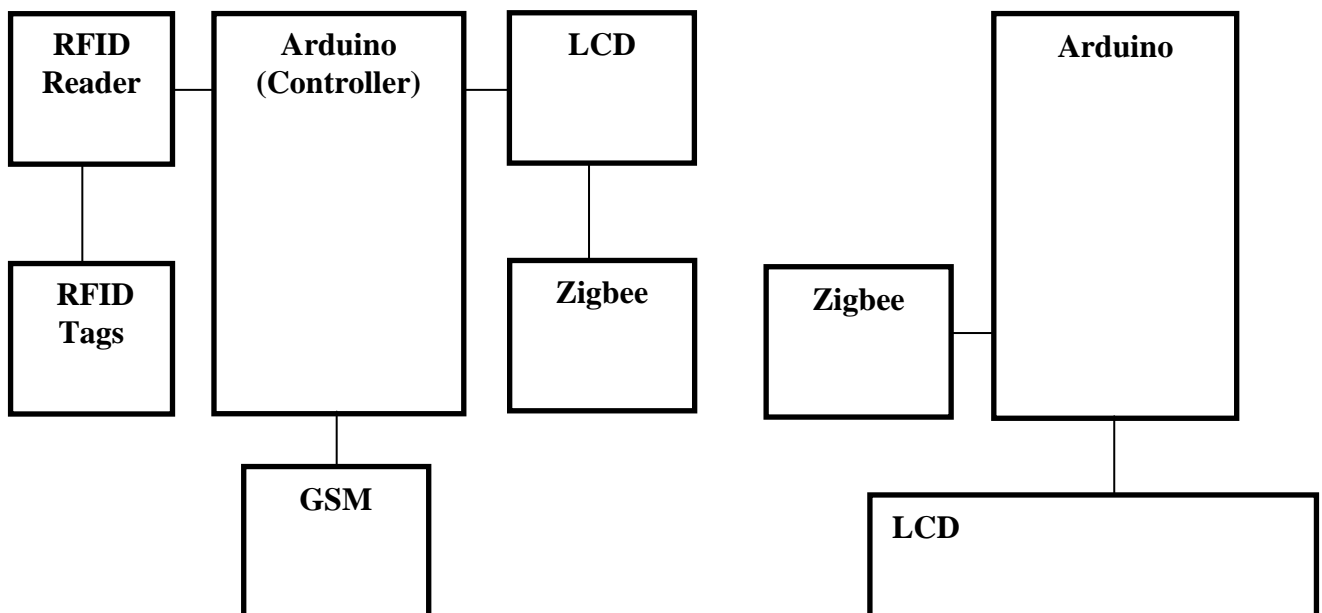 RFID
Reader
Arduino
(Controller)
LCD
Arduino
RFID
Tags
Zigbee
Zigbee
GSM
LCD